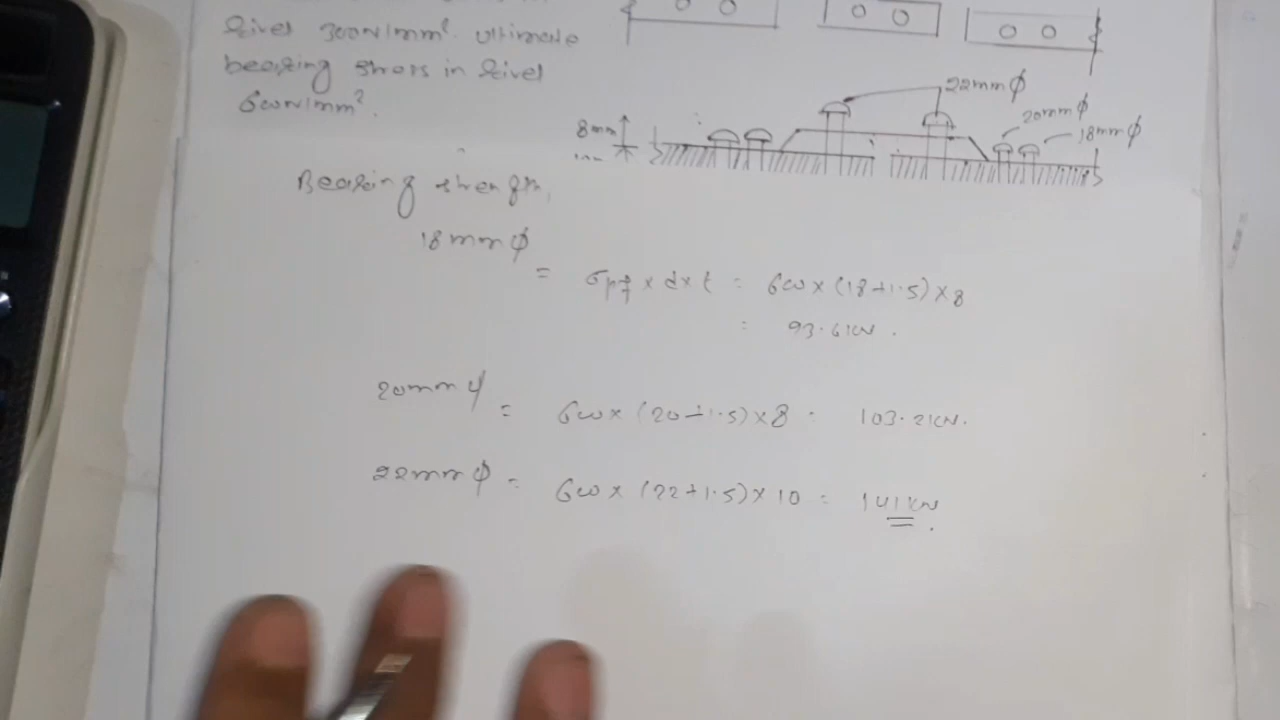 Rivet 300N/mm². ultimate
bearing stress in Rivet
600N/mm².
22mm ϕ
20mm ϕ
18mm ϕ
8mm
Bearing strength,
18mm ϕ
= σpf × d × t = 600 × (18+1.5) × 8
= 93.6kN.
20mm ϕ = 600 × (20+1.5) × 8 = 103.2kN.
22mm ϕ = 600 × (22+1.5) × 10 = 141kN.